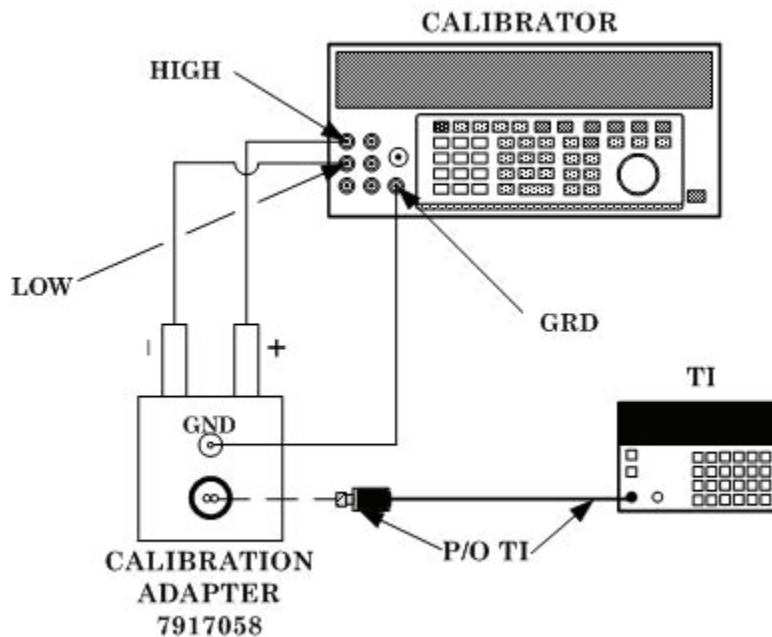 CALIBRATOR
HIGH
LOW
GRD
+
TI
GND
P/O TI
CALIBRATION
ADAPTER
7917058